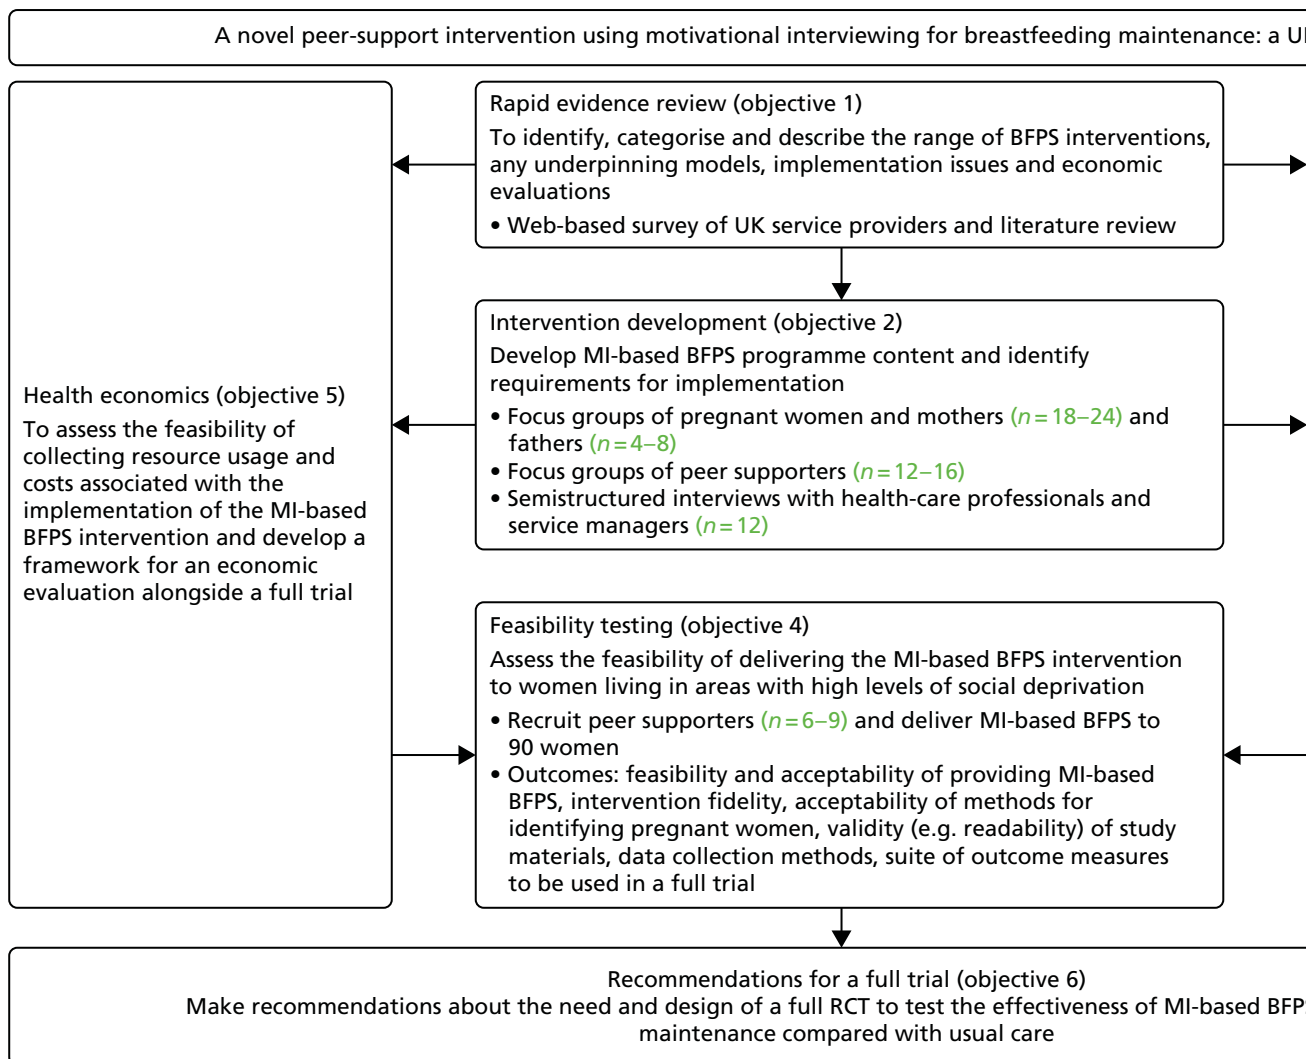 A novel peer-support intervention using motivational interviewing for breastfeeding maintenance: a
Rapid evidence review (objective 1)
To identify, categorise and describe the range of BFPS interventions,
any underpinning models, implementation issues and economic
evaluations
• Web-based survey of UK service providers and literature review
Intervention development (objective 2)
Develop MI-based BFPS programme content and identify
requirements for implementation
• Focus groups of pregnant women and mothers (n=18–24) and
fathers (n=4–8)
• Focus groups of peer supporters (n=12–16)
• Semistructured interviews with health-care professionals and
service managers (n=12)
Health economics (objective 5)
To assess the feasibility of
collecting resource usage and
costs associated with the
implementation of the MI-based
BFPS intervention and develop a
framework for an economic
evaluation alongside a full trial
Feasibility testing (objective 4)
Assess the feasibility of delivering the MI-based BFPS intervention
to women living in areas with high levels of social deprivation
• Recruit peer supporters (n=6–9) and deliver MI-based BFPS to
90 women
• Outcomes: feasibility and acceptability of providing MI-based
BFPS, intervention fidelity, acceptability of methods for
identifying pregnant women, validity (e.g. readability) of study
materials, data collection methods, suite of outcome measures
to be used in a full trial
Recommendations for a full trial (objective 6)
Make recommendations about the need and design of a full RCT to test the effectiveness of MI-based
maintenance compared with usual care